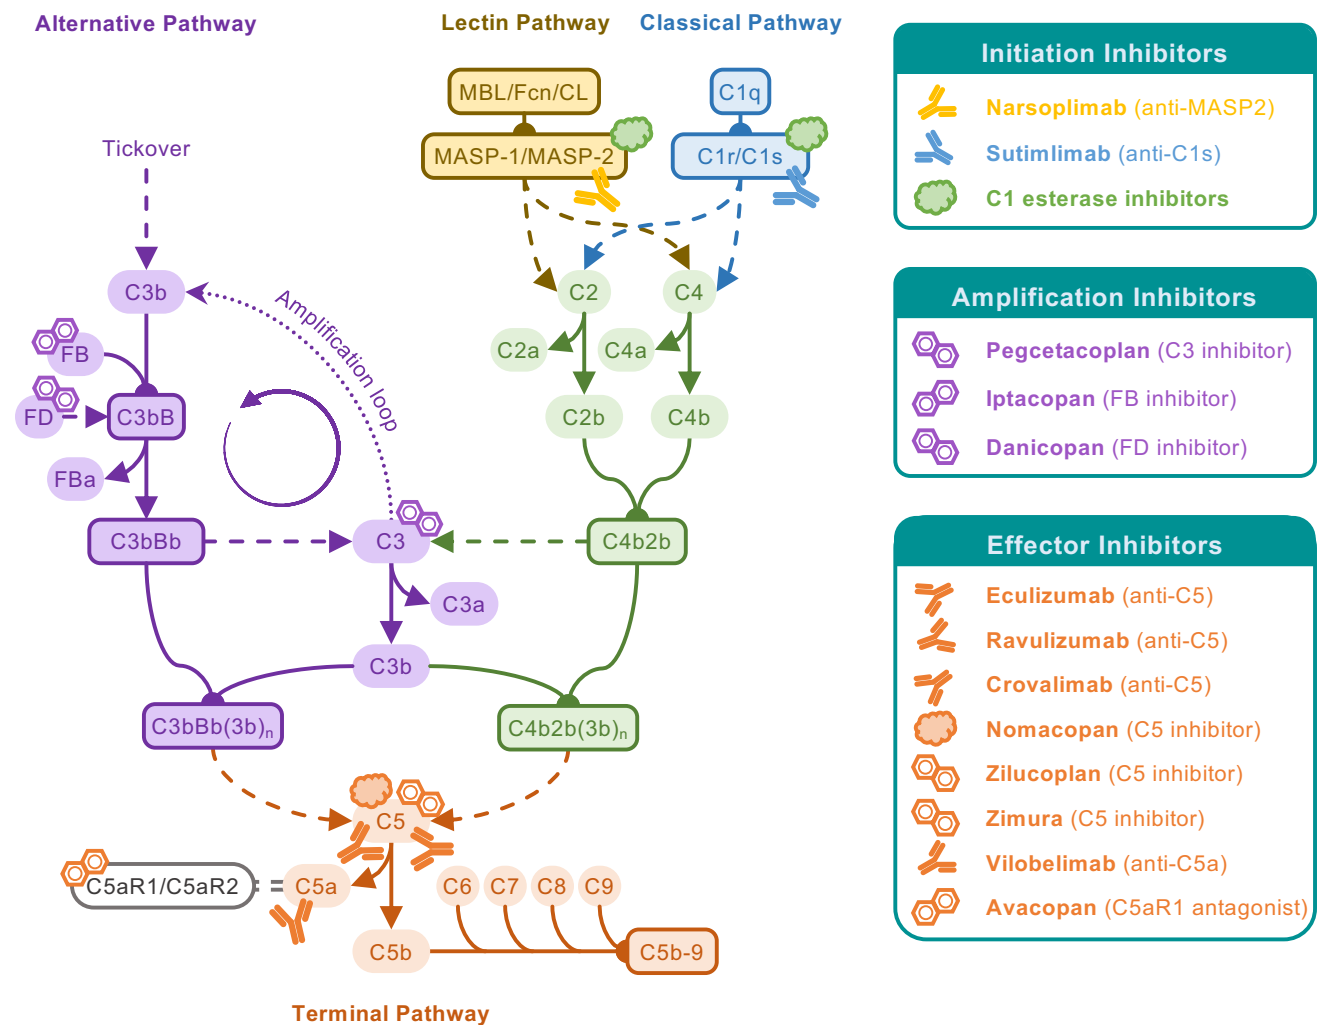 Alternative Pathway
Lectin Pathway
Classical Pathway
MBL/Fcn/CL
C1q
Tickover
MASP-1/MASP-2
C1r/C1s
C3b
Amplification loop
C2
C4
FB
C2a
C4a
FD
C3bB
C2b
C4b
FBa
C3bBb
C3
C4b2b
C3a
C3b
C3bBb(3b)n
C4b2b(3b)n
C5
C5aR1/C5aR2
C5a
C6
C7
C8
C9
C5b
C5b-9
Terminal Pathway
Initiation Inhibitors
Narsoplimab (anti-MASP2)
Sutimlimab (anti-C1s)
C1 esterase inhibitors
Amplification Inhibitors
Pegcetacoplan (C3 inhibitor)
Iptacopan (FB inhibitor)
Danicopan (FD inhibitor)
Effector Inhibitors
Eculizumab (anti-C5)
Ravulizumab (anti-C5)
Crovalimab (anti-C5)
Nomacopan (C5 inhibitor)
Zilucoplan (C5 inhibitor)
Zimura (C5 inhibitor)
Vilobelimab (anti-C5a)
Avacopan (C5aR1 antagonist)